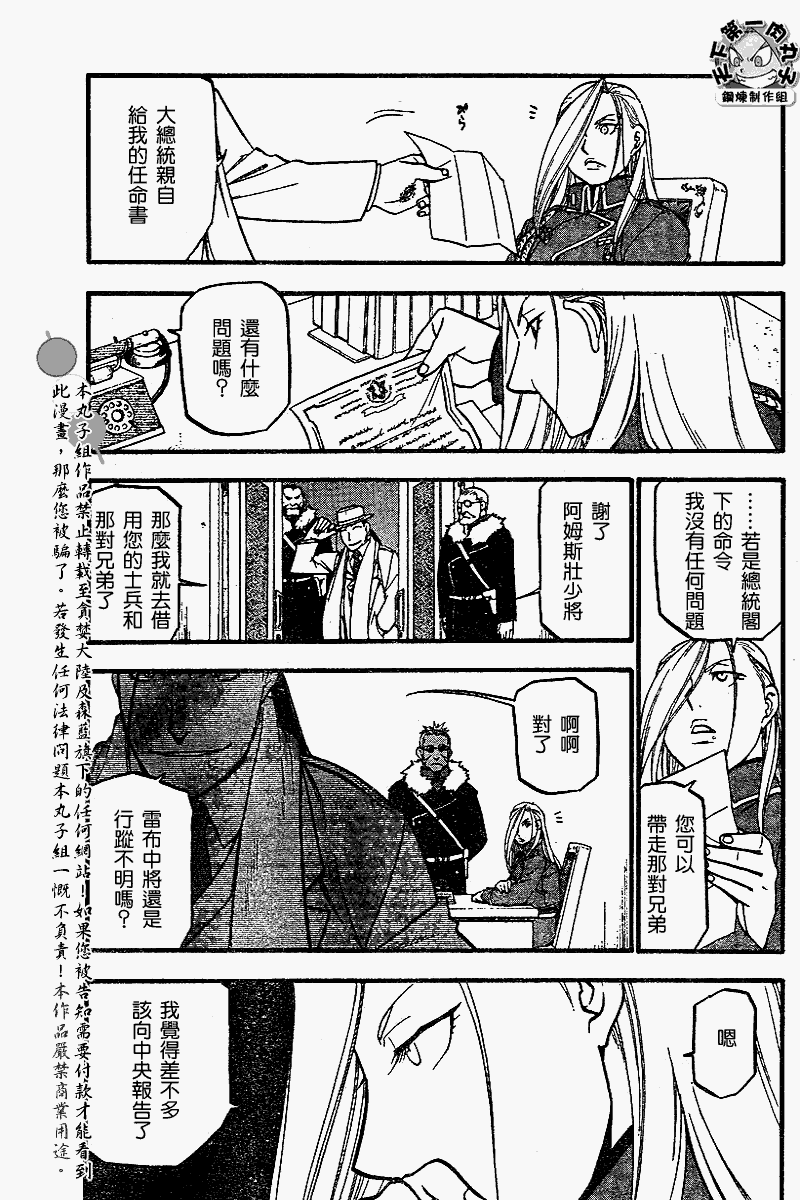 天下第一肉丸子
鋼煉制作組
大總統親自
給我的任命書
還有什麼
問題嗎？
……若是總統閣
下的命令
我沒有任何問題
您可以
帶走那對兄弟
謝了
阿姆斯壯少將
那麼我就去借
用您的士兵和
那對兄弟了
啊啊
對了
雷布中將還是
行蹤不明嗎？
嗯
我覺得差不多
該向中央報告了
本丸子組作品禁止轉載至貪婪大陸及森藍旗下的任何網站！如果您被告知需要付款才能看到
此漫畫，那麼您被騙了。若發生任何法律問題本丸子組一慨不負責！本作品嚴禁商業用途。